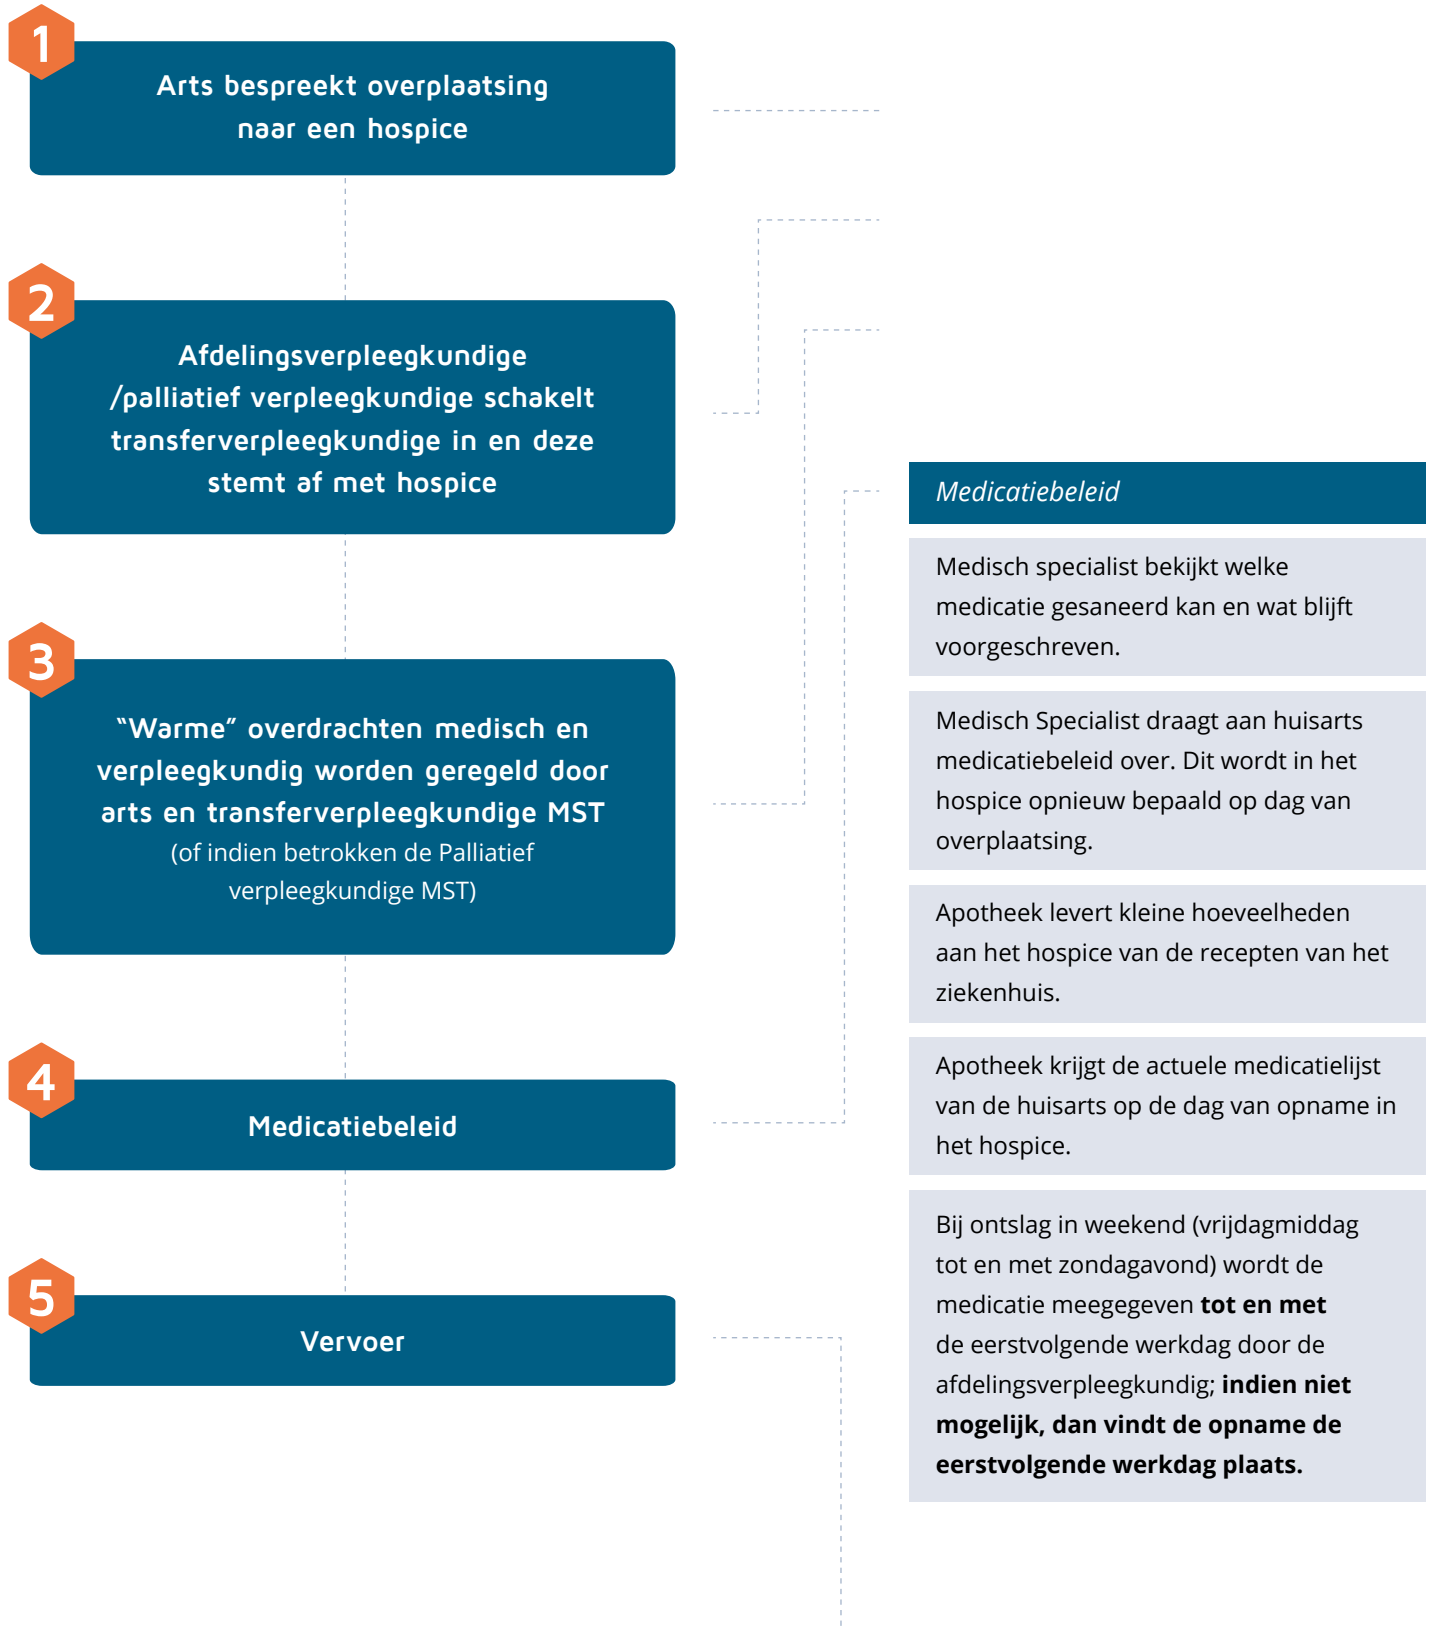 1
Arts bespreekt overplaatsing
naar een hospice
2
Afdelingsverpleegkundige
/palliatief verpleegkundige schakelt
transferverpleegkundige in en deze
stemt af met hospice
3
“Warme” overdrachten medisch en
verpleegkundig worden geregeld door
arts en transferverpleegkundige MST
(of indien betrokken de Palliatief
verpleegkundige MST)
4
Medicatiebeleid
5
Vervoer
Medicatiebeleid
Medisch specialist bekijkt welke
medicatie gesaneerd kan en wat blijft
voorgeschreven.
Medisch Specialist draagt aan huisarts
medicatiebeleid over. Dit wordt in het
hospice opnieuw bepaald op dag van
overplaatsing.
Apotheek levert kleine hoeveelheden
aan het hospice van de recepten van het
ziekenhuis.
Apotheek krijgt de actuele medicatielijst
van de huisarts op de dag van opname in
het hospice.
Bij ontslag in weekend (vrijdagmiddag
tot en met zondagavond) wordt de
medicatie meegegeven tot en met
de eerstvolgende werkdag door de
afdelingsverpleegkundig; indien niet
mogelijk, dan vindt de opname de
eerstvolgende werkdag plaats.